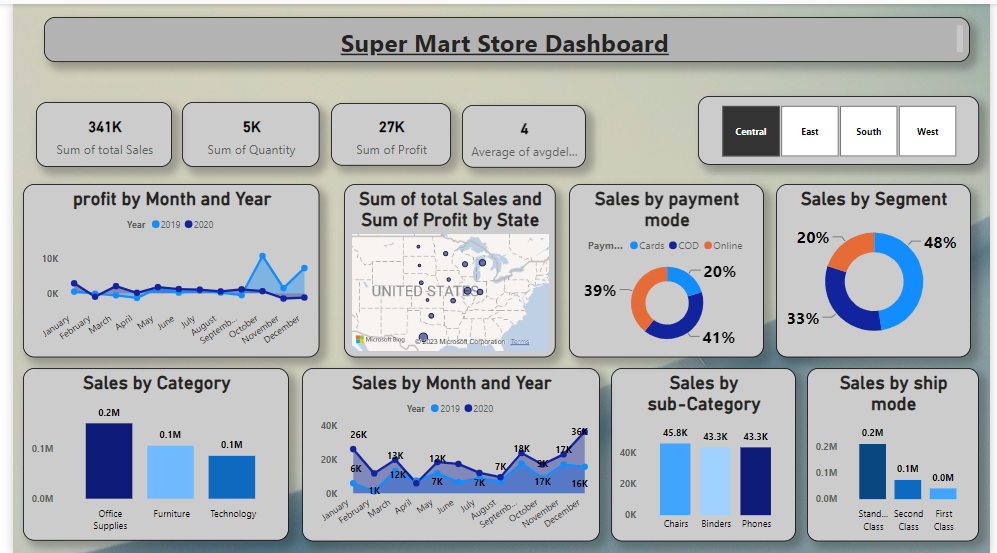 Super Mart Store Dashboard
341K
Sum of total Sales
5K
Sum of Quantity
27K
Sum of Profit
4
Average of avgdel...
Central
East
South
West
profit by Month and Year
Year 2019 2020
10K
0K
January
February
March
April
May
June
July
August
Septemb...
October
November
December
Sum of total Sales and
Sum of Profit by State
UNITED STATES
Microsoft Bing
© 2023 Microsoft Corporation Terms
Sales by payment
mode
Paym... Cards COD Online
20%
39%
41%
Sales by Segment
20%
48%
33%
Sales by Category
0.2M
0.1M
0.1M
0.1M
0.0M
Office
Supplies
Furniture
Technology
Sales by Month and Year
Year 2019 2020
40K
20K
0K
26K
6K
1K
13K
12K
12K
7K
7K
7K
18K
9K
17K
17K
36K
16K
January
February
March
April
May
June
July
August
Septemb...
October
November
December
Sales by
sub-Category
45.8K
43.3K
43.3K
40K
20K
0K
Chairs
Binders
Phones
Sales by ship
mode
0.2M
0.2M
0.1M
0.1M
0.0M
0.0M
Stand...
Class
Second
Class
First
Class